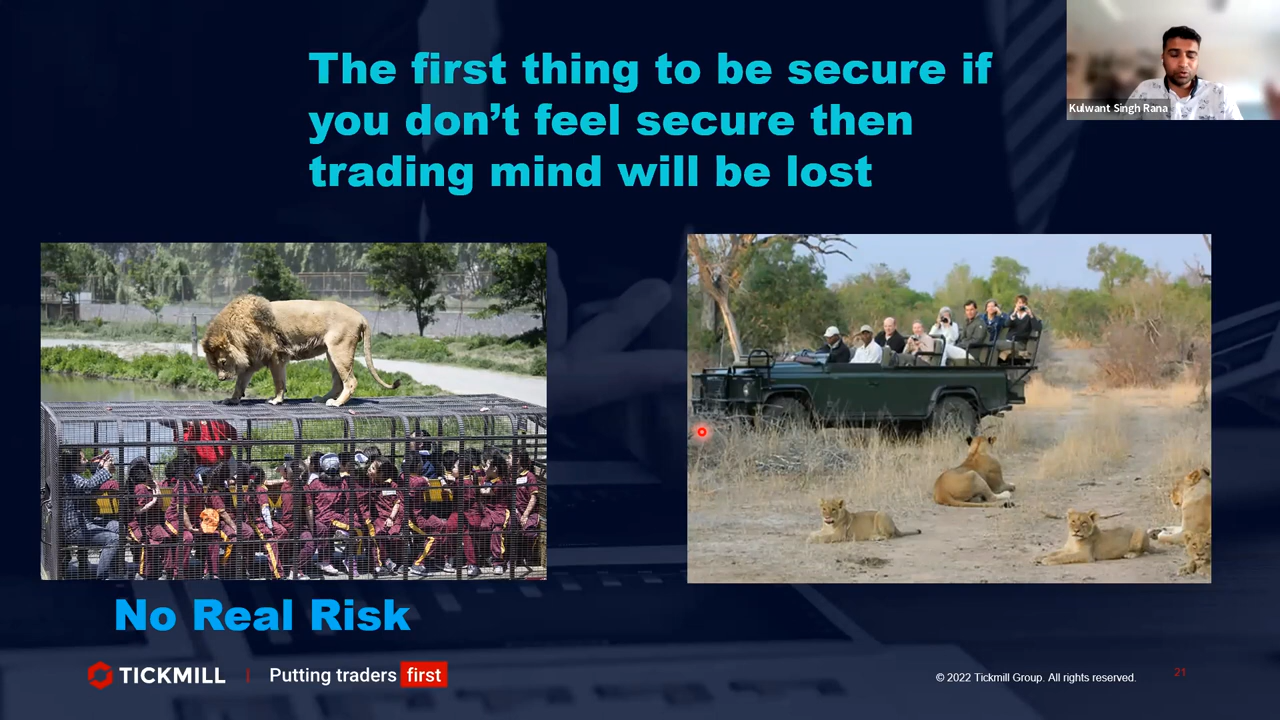 The first thing to be secure if
you don’t feel secure then
trading mind will be lost
Kulwant Singh Rana
No Real Risk
TICKMILL | Putting traders first
© 2022 Tickmill Group. All rights reserved.
21